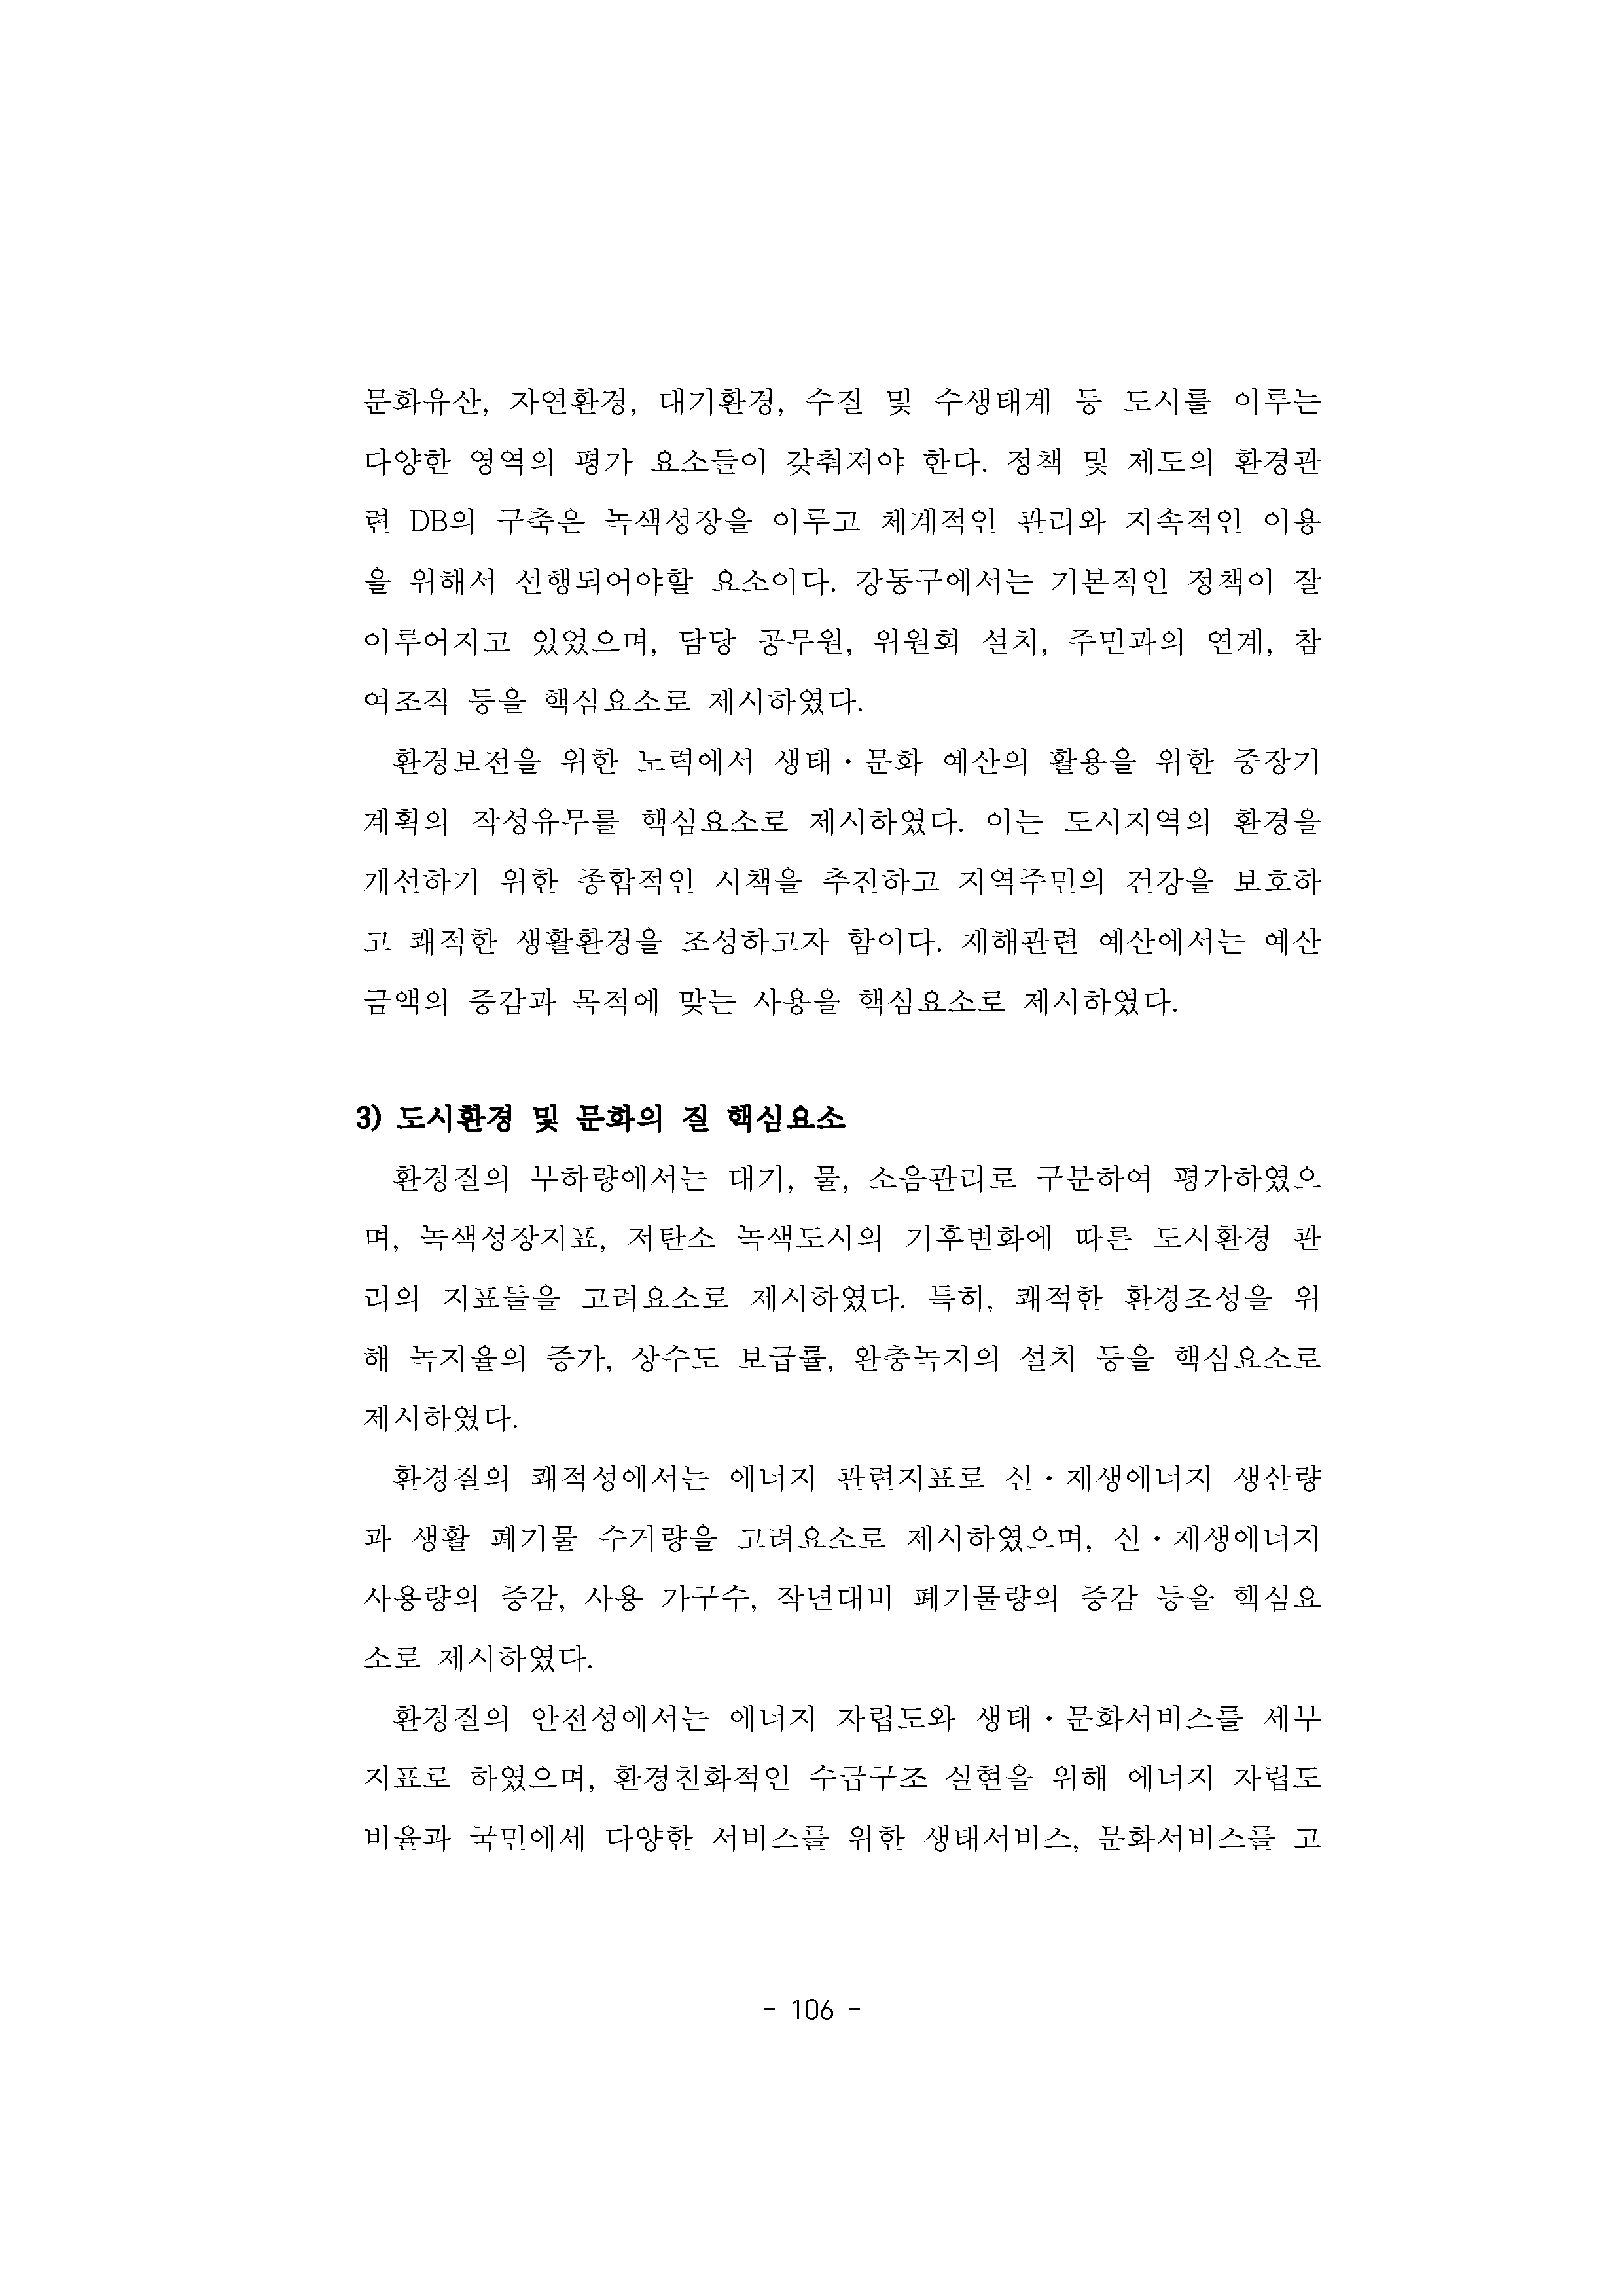 문화유산, 자연환경, 대기환경, 수질 및 수생태계 등 도시를 이루는
다양한 영역의 평가 요소들이 갖춰져야 한다. 정책 및 제도의 환경관
련 DB의 구축은 녹색성장을 이루고 체계적인 관리와 지속적인 이용
을 위해서 선행되어야할 요소이다. 강동구에서는 기본적인 정책이 잘
이루어지고 있었으며, 담당 공무원, 위원회 설치, 주민과의 연계, 참
여조직 등을 핵심요소로 제시하였다.
환경보전을 위한 노력에서 생태·문화 예산의 활용을 위한 중장기
계획의 작성유무를 핵심요소로 제시하였다. 이는 도시지역의 환경을
개선하기 위한 종합적인 시책을 추진하고 지역주민의 건강을 보호하
고 쾌적한 생활환경을 조성하고자 함이다. 재해관련 예산에서는 예산
금액의 증감과 목적에 맞는 사용을 핵심요소로 제시하였다.
3) 도시환경 및 문화의 질 핵심요소
환경질의 부하량에서는 대기, 물, 소음관리로 구분하여 평가하였으
며, 녹색성장지표, 저탄소 녹색도시의 기후변화에 따른 도시환경 관
리의 지표들을 고려요소로 제시하였다. 특히, 쾌적한 환경조성을 위
해 녹지율의 증가, 상수도 보급률, 완충녹지의 설치 등을 핵심요소로
제시하였다.
환경질의 쾌적성에서는 에너지 관련지표로 신·재생에너지 생산량
과 생활 폐기물 수거량을 고려요소로 제시하였으며, 신·재생에너지
사용량의 증감, 사용 가구수, 작년대비 폐기물량의 증감 등을 핵심요
소로 제시하였다.
환경질의 안전성에서는 에너지 자립도와 생태·문화서비스를 세부
지표로 하였으며, 환경친화적인 수급구조 실현을 위해 에너지 자립도
비율과 국민에세 다양한 서비스를 위한 생태서비스, 문화서비스를 고
- 106 -